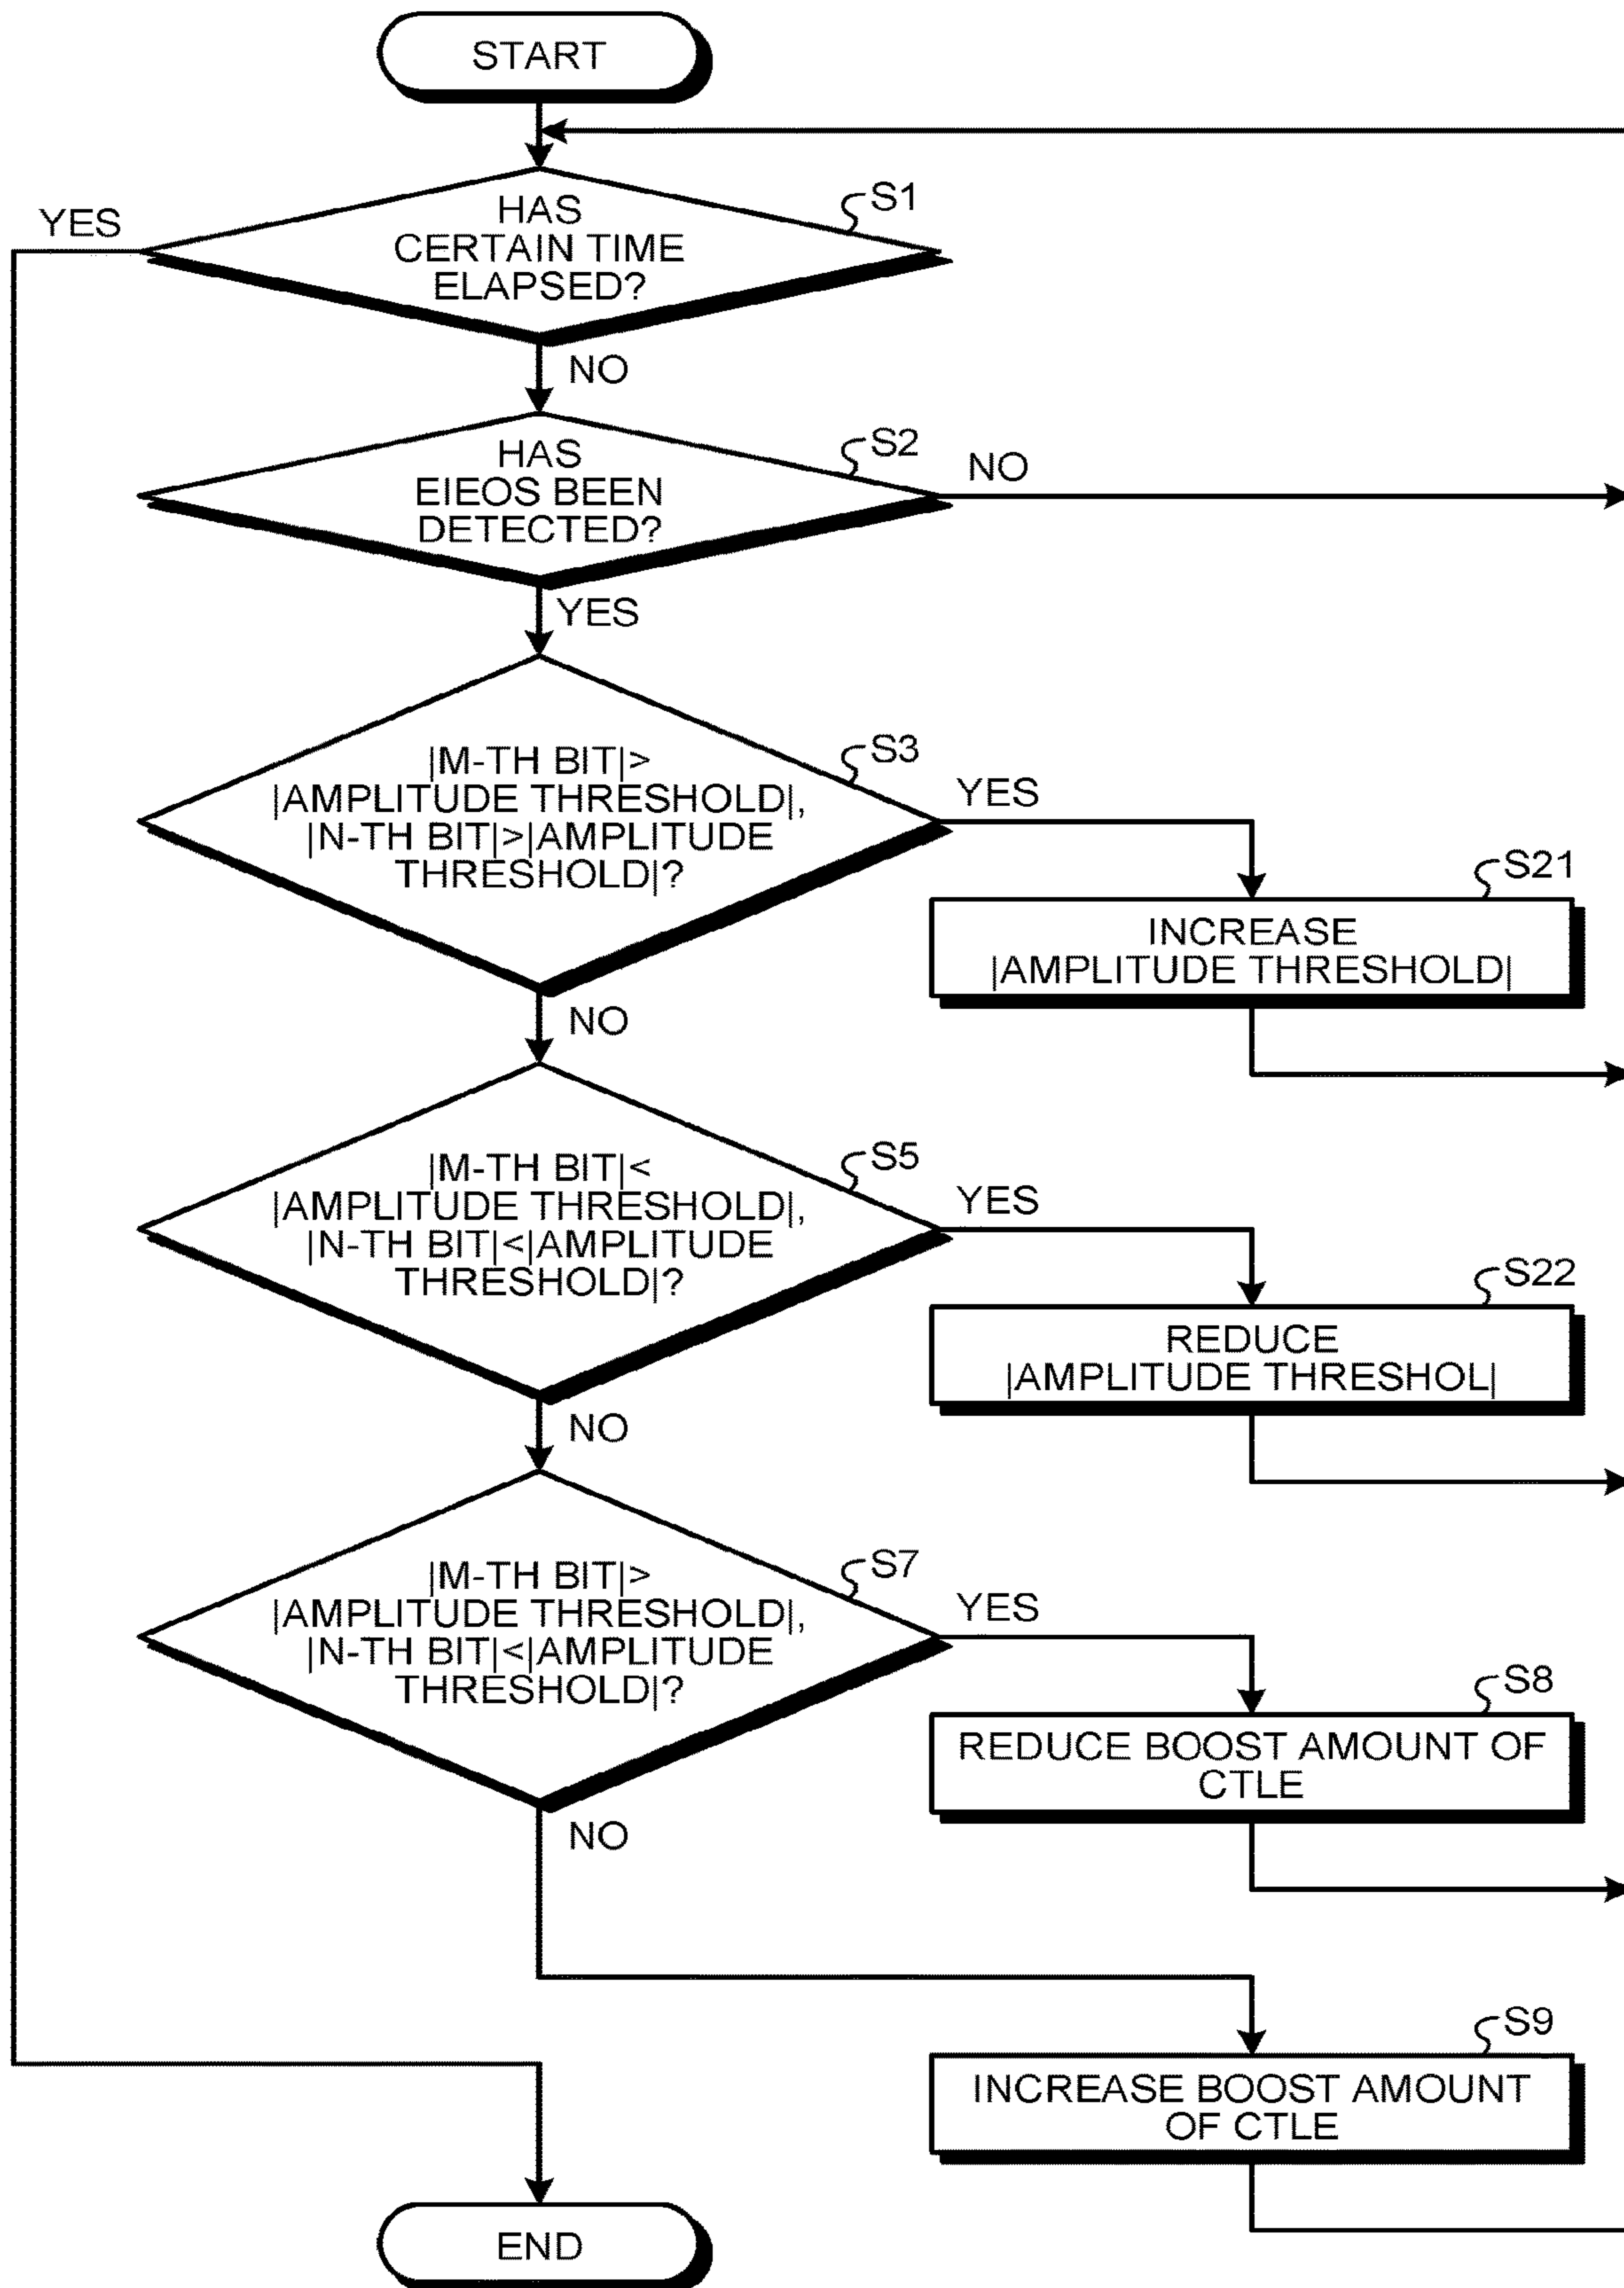 START
S1
YES
HAS
CERTAIN TIME
ELAPSED?
NO
S2
HAS
EIEOS BEEN
DETECTED?
NO
YES
S3
|M-TH BIT|>
|AMPLITUDE THRESHOLD|,
|N-TH BIT|>|AMPLITUDE
THRESHOLD|?
YES
S21
INCREASE
|AMPLITUDE THRESHOLD|
NO
S5
|M-TH BIT|<
|AMPLITUDE THRESHOLD|,
|N-TH BIT|<|AMPLITUDE
THRESHOLD|?
YES
S22
REDUCE
|AMPLITUDE THRESHOL|
NO
S7
|M-TH BIT|>
|AMPLITUDE THRESHOLD|,
|N-TH BIT|<|AMPLITUDE
THRESHOLD|?
YES
S8
REDUCE BOOST AMOUNT OF
CTLE
NO
S9
INCREASE BOOST AMOUNT
OF CTLE
END